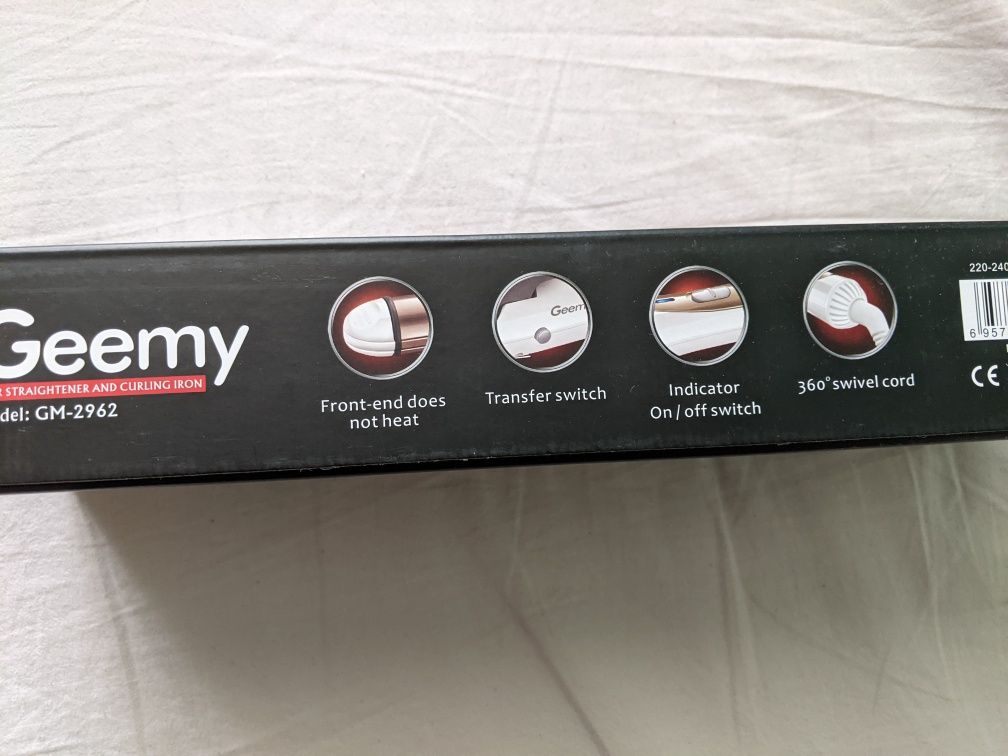 Geemy
STRAIGHTENER AND CURLING IRON
del: GM-2962
Front-end does
not heat
Geem
Transfer switch
Indicator
On / off switch
360° swivel cord
220-240
6 957
CE